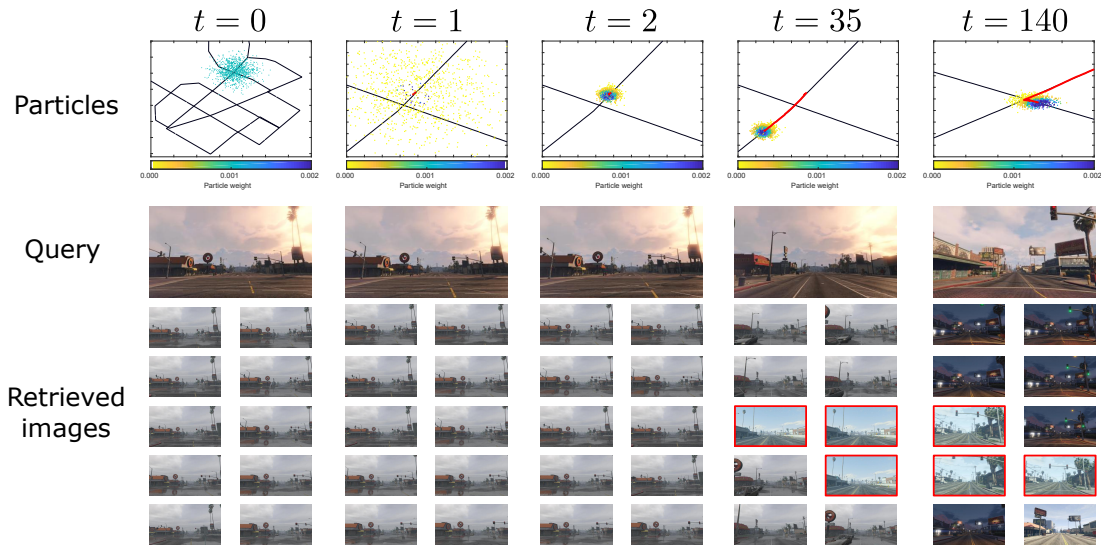 t = 0
t = 1
t = 2
t = 35
t = 140
Particles
0.000 0.001 0.002
Particle weight
0.000 0.001 0.002
Particle weight
0.000 0.001 0.002
Particle weight
0.000 0.001 0.002
Particle weight
0.000 0.001 0.002
Particle weight
Query
Retrieved
images